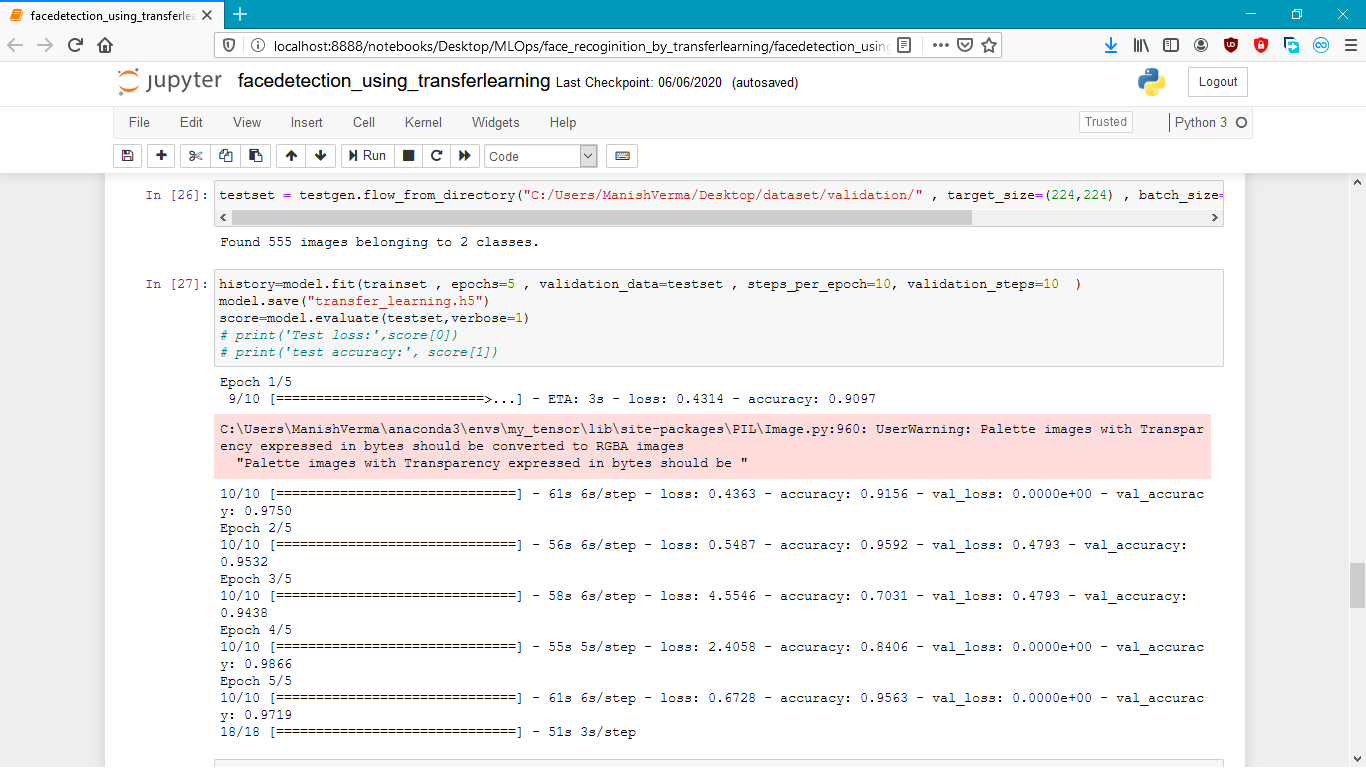 facedetection_using_transferlea
localhost:8888/notebooks/Desktop/MLOps/face_recoginition_by_transferlearning/facedetection_using
jupyter facedetection_using_transferlearning Last Checkpoint: 06/06/2020 (autosaved)
Logout
File Edit View Insert Cell Kernel Widgets Help
Trusted
Python 3
Run
Code
In [26]: testset = testgen.flow_from_directory("C:/Users/ManishVerma/Desktop/dataset/validation/" , target_size=(224,224) , batch_size=
Found 555 images belonging to 2 classes.
In [27]: history=model.fit(trainset , epochs=5 , validation_data=testset , steps_per_epoch=10, validation_steps=10 )
model.save("transfer_learning.h5")
score=model.evaluate(testset,verbose=1)
# print('Test loss:',score[0])
# print('test accuracy:', score[1])
Epoch 1/5
9/10 [==========================>...] - ETA: 3s - loss: 0.4314 - accuracy: 0.9097
C:\Users\ManishVerma\anaconda3\envs\my_tensor\lib\site-packages\PIL\Image.py:960: UserWarning: Palette images with Transpar
ency expressed in bytes should be converted to RGBA images
"Palette images with Transparency expressed in bytes should be "
10/10 [==============================] - 61s 6s/step - loss: 0.4363 - accuracy: 0.9156 - val_loss: 0.0000e+00 - val_accurac
y: 0.9750
Epoch 2/5
10/10 [==============================] - 56s 6s/step - loss: 0.5487 - accuracy: 0.9592 - val_loss: 0.4793 - val_accuracy:
0.9532
Epoch 3/5
10/10 [==============================] - 58s 6s/step - loss: 4.5546 - accuracy: 0.7031 - val_loss: 0.4793 - val_accuracy:
0.9438
Epoch 4/5
10/10 [==============================] - 55s 5s/step - loss: 2.4058 - accuracy: 0.8406 - val_loss: 0.0000e+00 - val_accurac
y: 0.9866
Epoch 5/5
10/10 [==============================] - 61s 6s/step - loss: 0.6728 - accuracy: 0.9563 - val_loss: 0.0000e+00 - val_accurac
y: 0.9719
18/18 [==============================] - 51s 3s/step